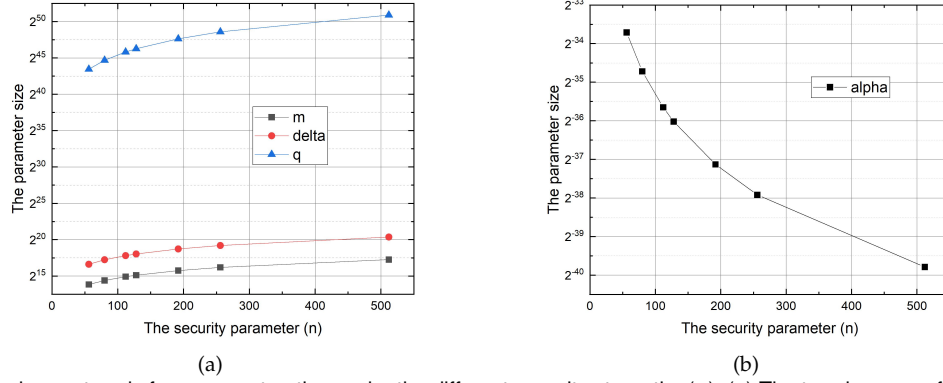 2^50
2^45
2^40
2^35
2^30
2^25
2^20
2^15
The parameter size
m
delta
q
0 100 200 300 400 500
The security parameter (n)
(a)
2^-33
2^-34
2^-35
2^-36
2^-37
2^-38
2^-39
2^-40
The parameter size
alpha
0 100 200 300 400 500
The security parameter (n)
(b)